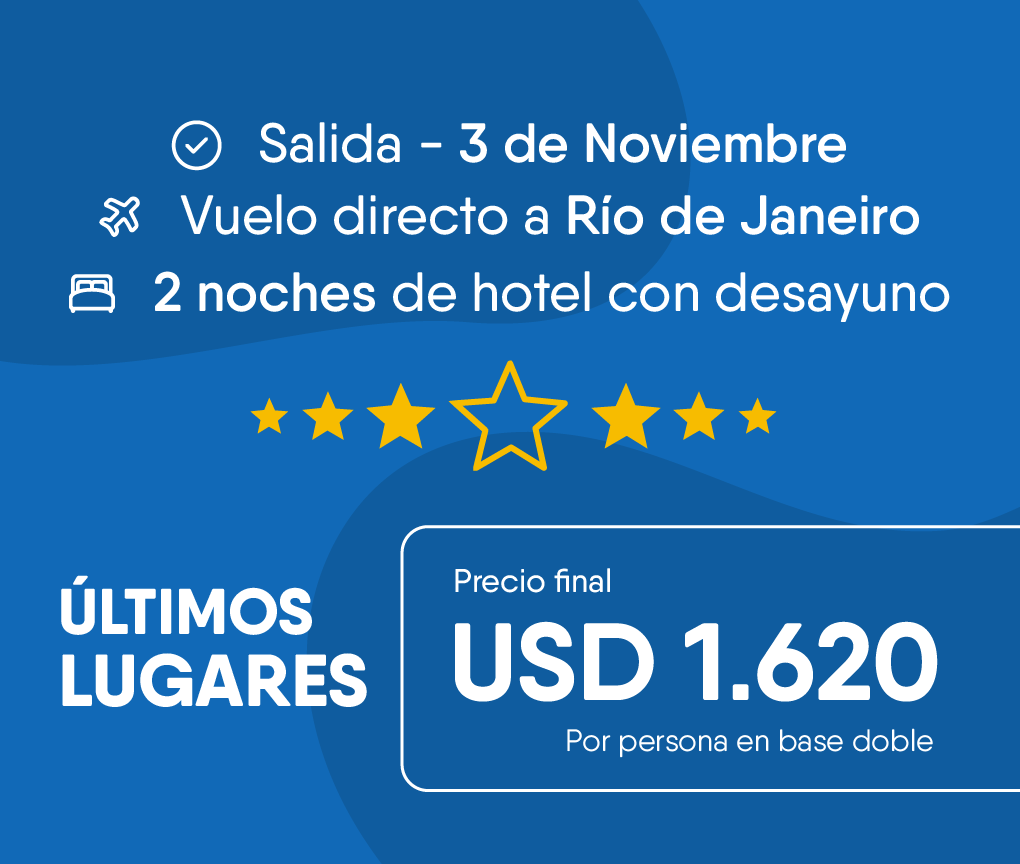 Salida - 3 de Noviembre
Vuelo directo a Río de Janeiro
2 noches de hotel con desayuno
ÚLTIMOS
LUGARES
Precio final
USD 1.620
Por persona en base doble